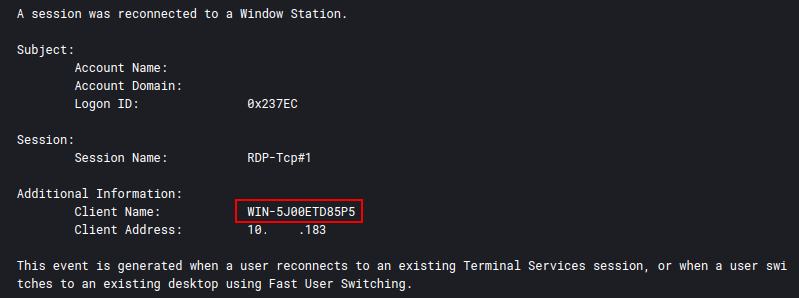 A session was reconnected to a Window Station.
Subject:
Account Name:
Account Domain:
Logon ID: 0x237EC
Session:
Session Name: RDP-Tcp#1
Additional Information:
Client Name: WIN-5J00ETD85P5
Client Address: 10. .183
This event is generated when a user reconnects to an existing Terminal Services session, or when a user swi
tches to an existing desktop using Fast User Switching.